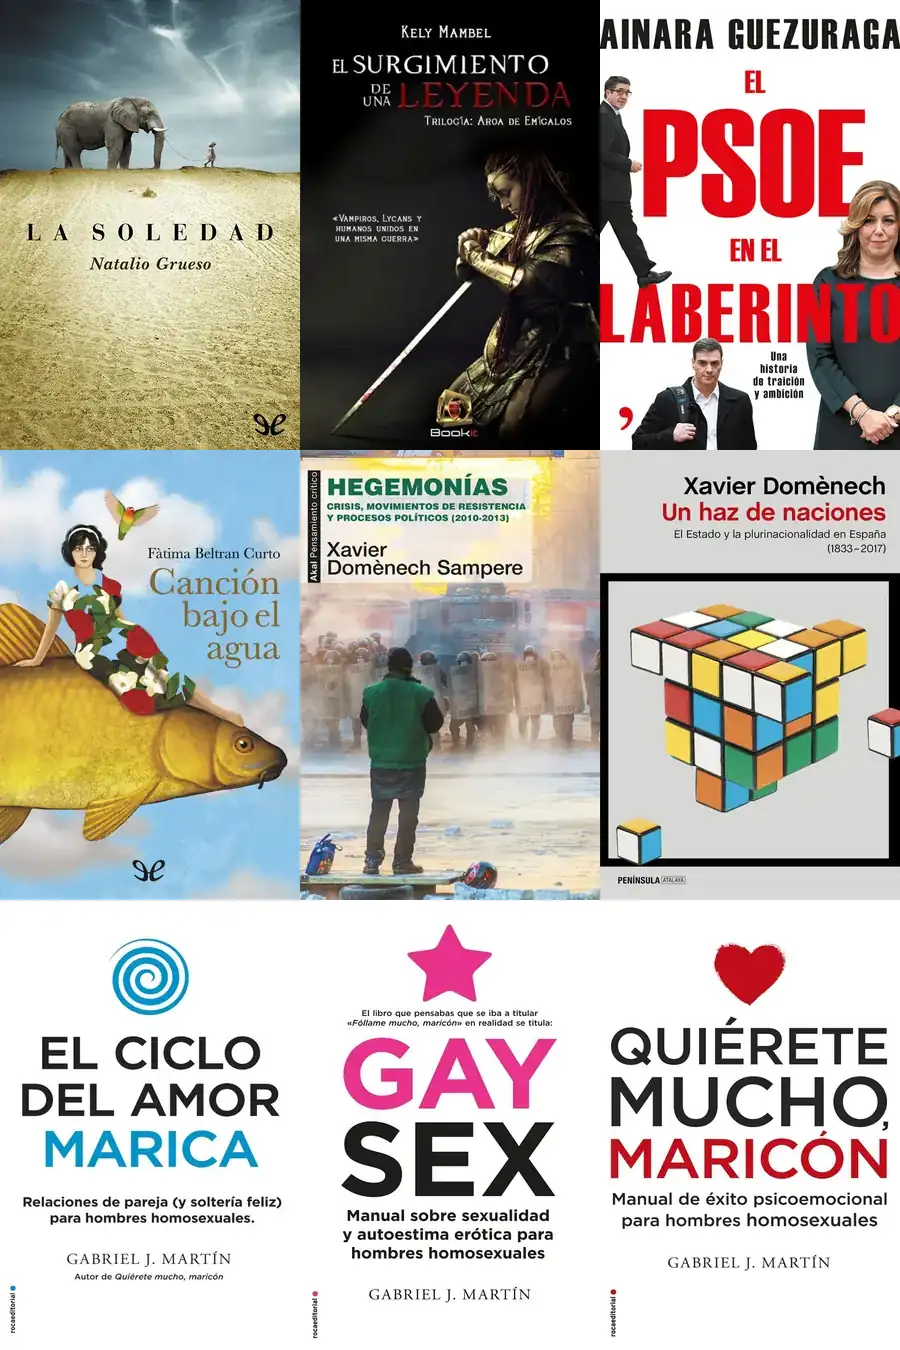 LA SOLEDAD
Natalio Grueso
KELY MAMBEL
EL SURGIMIENTO
DE UNA LEYENDA
TRILOGÍA: AROA DE EMÍCALOS
«VAMPIROS, LYCANS Y
HUMANOS UNIDOS EN
UNA MISMA GUERRA»
Bookit
AINARA GUEZURAGA
EL
PSOE
EN EL
LABERINTO
Una
historia
de traición
y ambición
Fàtima Beltran Curto
Canción
bajo el
agua
Akal Pensamiento crítico
HEGEMONÍAS
CRISIS, MOVIMIENTOS DE RESISTENCIA
Y PROCESOS POLÍTICOS (2010-2013)
Xavier
Domènech Sampere
Xavier Domènech
Un haz de naciones
El Estado y la plurinacionalidad en España
(1833–2017)
PENÍNSULA ATALAYA
EL CICLO
DEL AMOR
MARICA
Relaciones de pareja (y soltería feliz)
para hombres homosexuales.
GABRIEL J. MARTÍN
Autor de Quiérete mucho, maricón
rocaeditorial
El libro que pensabas que se iba a titular
«Fóllame mucho, maricón» en realidad se titula:
GAY
SEX
Manual sobre sexualidad
y autoestima erótica para
hombres homosexuales
GABRIEL J. MARTÍN
rocaeditorial
QUIÉRETE
MUCHO,
MARICÓN
Manual de éxito psicoemocional
para hombres homosexuales
GABRIEL J. MARTÍN
rocaeditorial